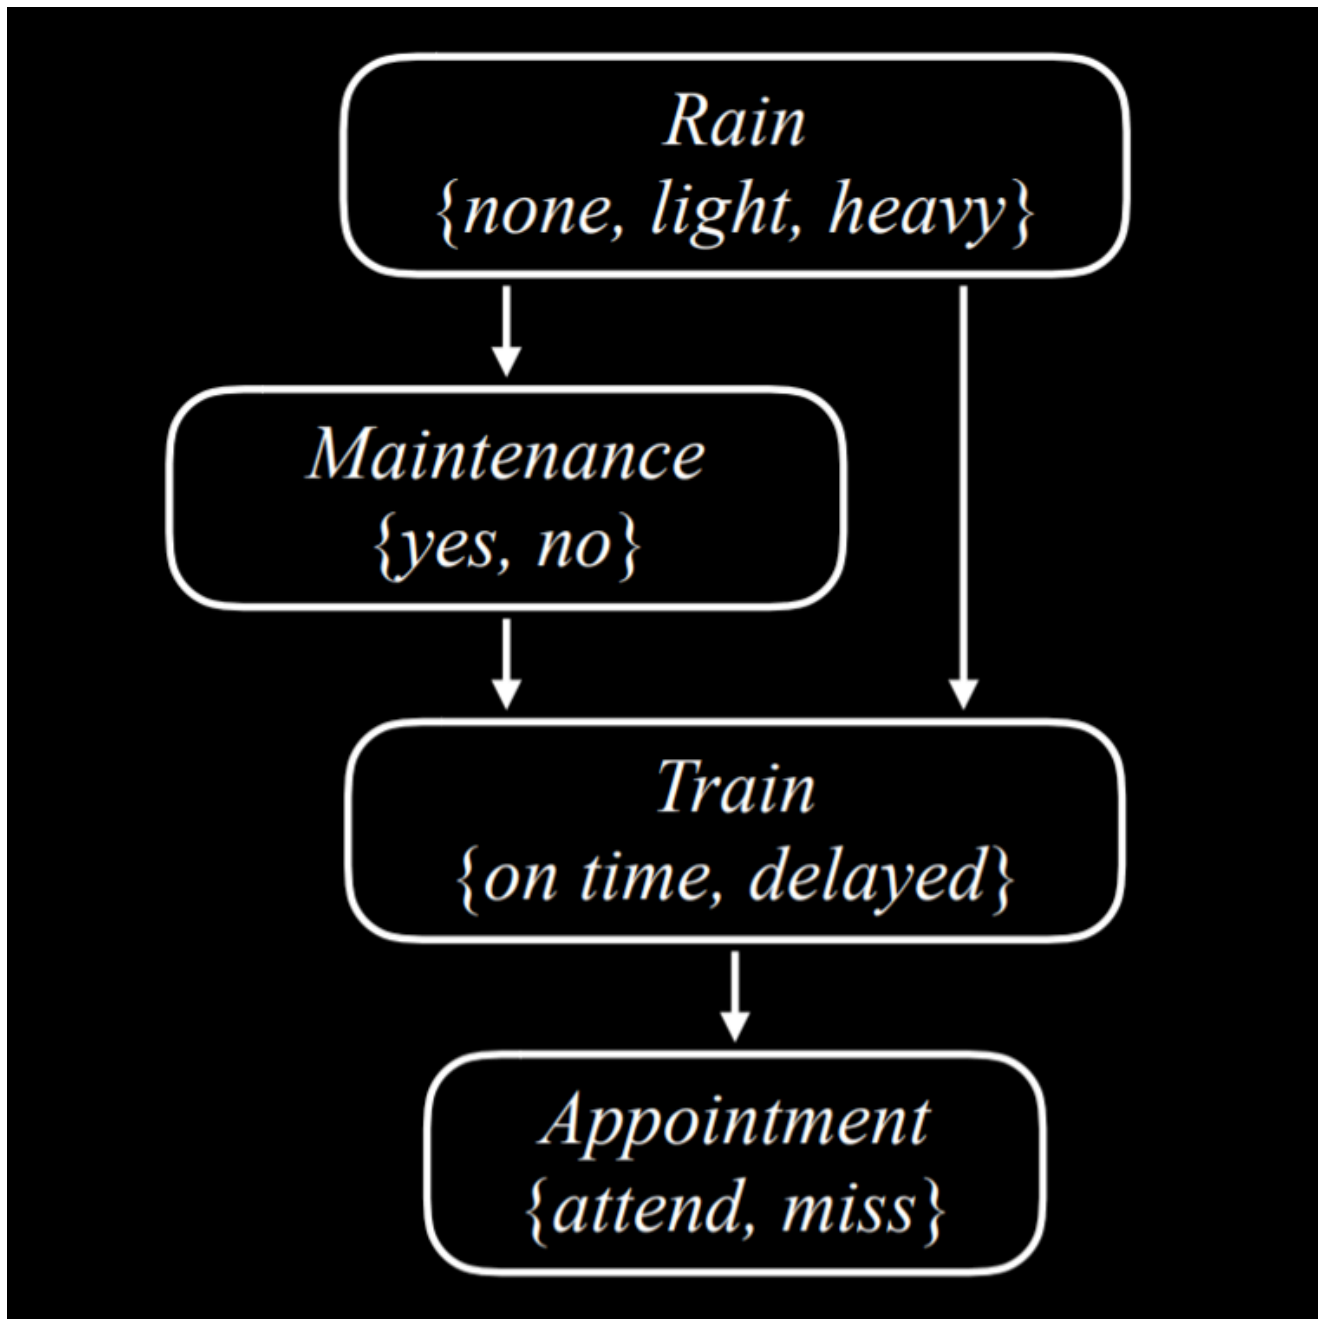 Rain
{none, light, heavy}
Maintenance
{yes, no}
Train
{on time, delayed}
Appointment
{attend, miss}